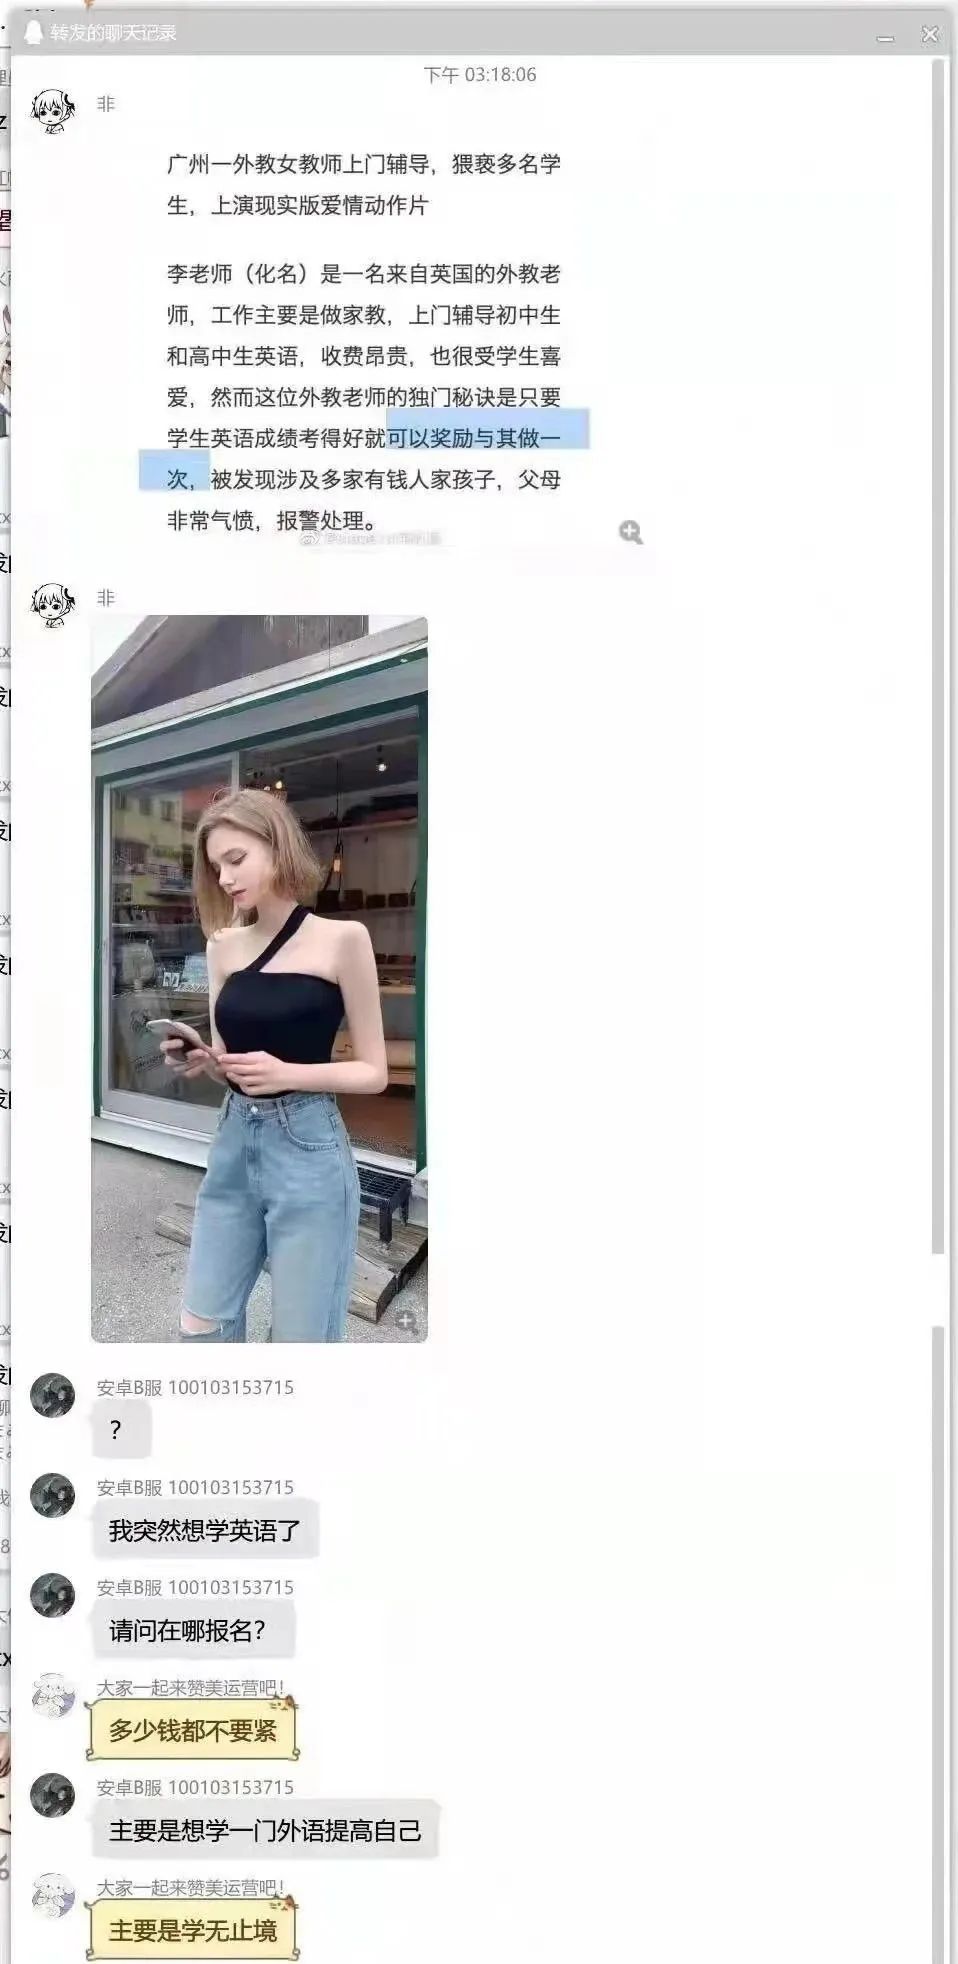 转发的聊天记录
下午 03:18:06
非
广州一外教女教师上门辅导，猥亵多名学
生，上演现实版爱情动作片
李老师（化名）是一名来自英国的外教老
师，工作主要是做家教，上门辅导初中生
和高中生英语，收费昂贵，也很受学生喜
爱，然而这位外教老师的独门秘诀是只要
学生英语成绩考得好就可以奖励与其做一
次，被发现涉及多家有钱人家孩子，父母
非常气愤，报警处理。
非
安卓B服 100103153715
?
安卓B服 100103153715
我突然想学英语了
安卓B服 100103153715
请问在哪报名?
大家一起来赞美运营吧！
多少钱都不要紧
安卓B服 100103153715
主要是想学一门外语提高自己
大家一起来赞美运营吧！
主要是学无止境